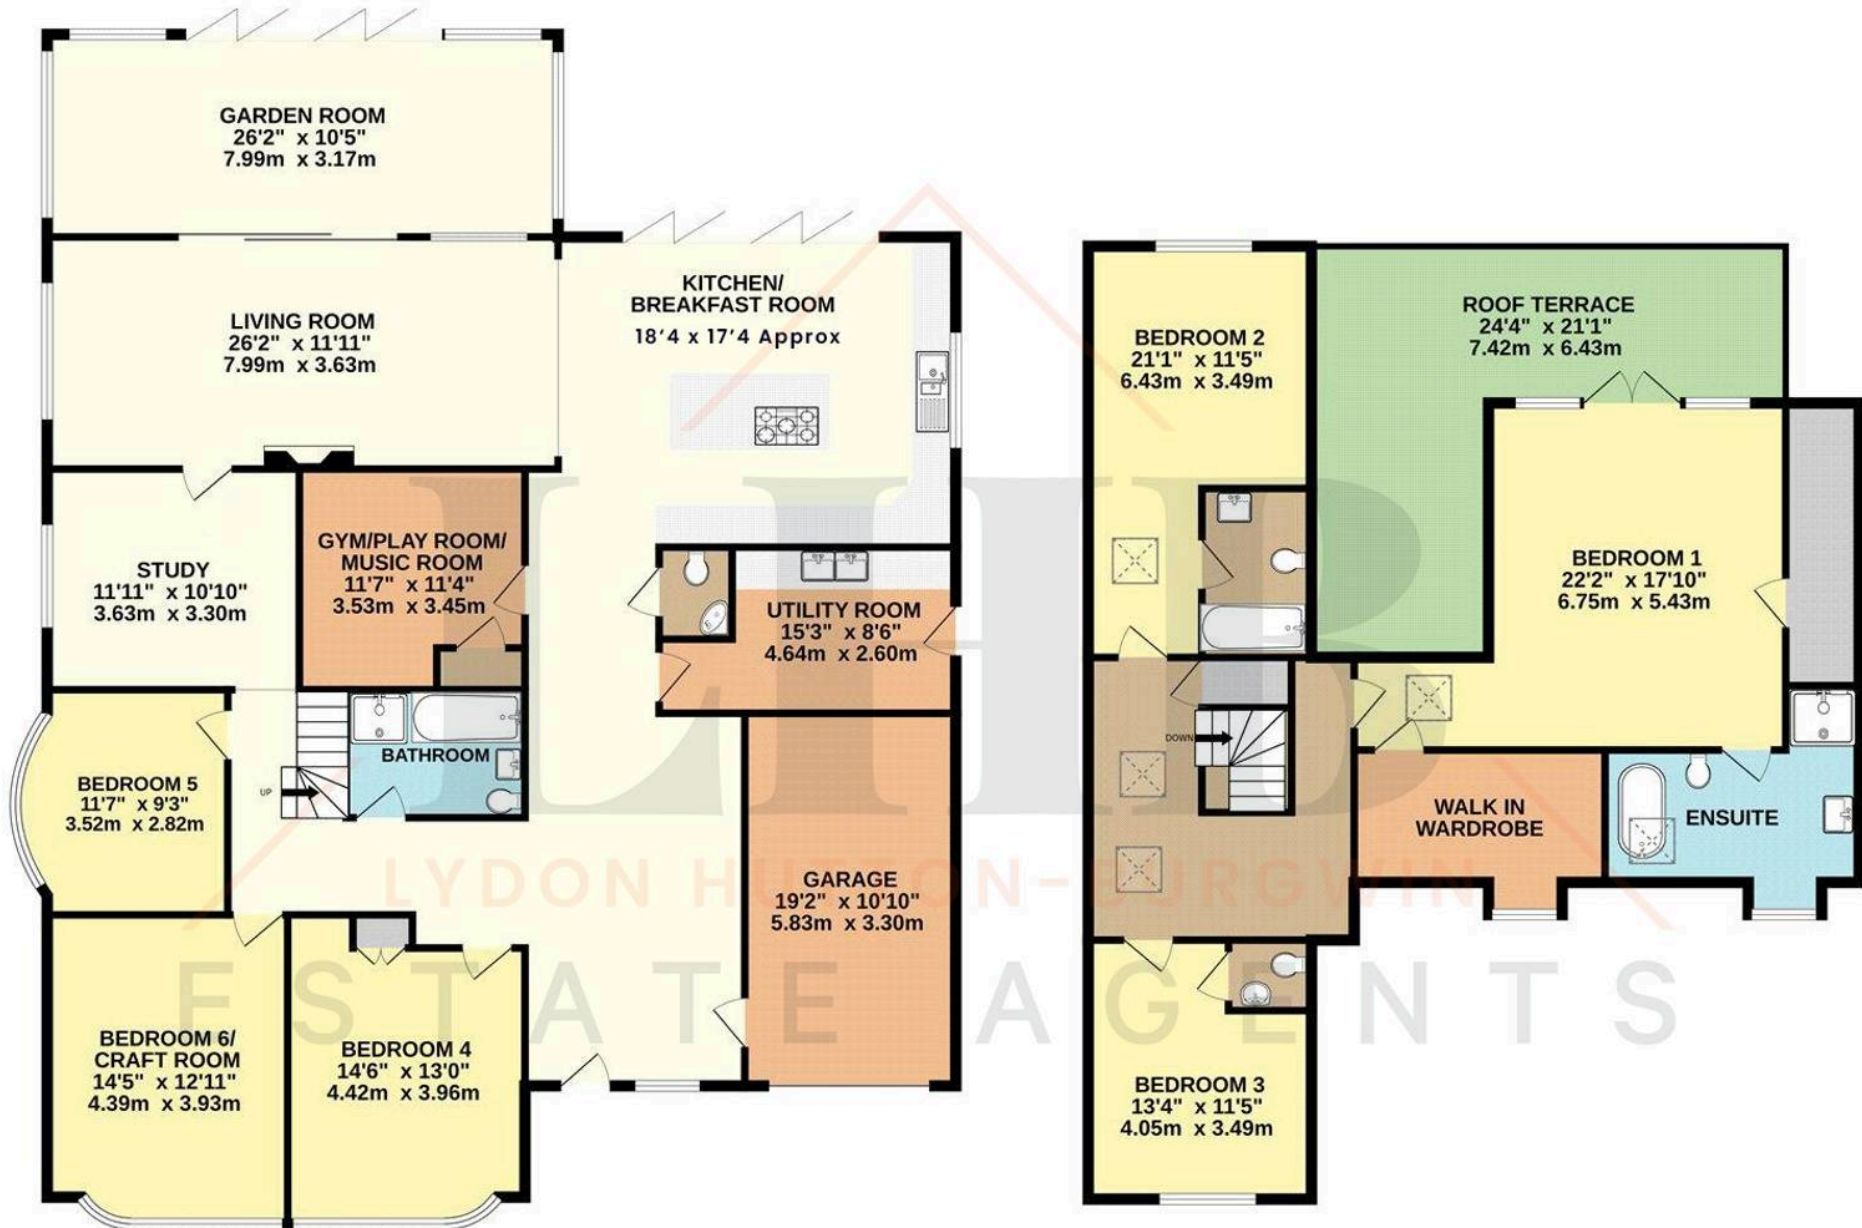 GARDEN ROOM
26'2" x 10'5"
7.99m x 3.17m
LIVING ROOM
26'2" x 11'11"
7.99m x 3.63m
KITCHEN/
BREAKFAST ROOM
18'4 x 17'4 Approx
STUDY
11'11" x 10'10"
3.63m x 3.30m
GYM/PLAY ROOM/
MUSIC ROOM
11'7" x 11'4"
3.53m x 3.45m
UTILITY ROOM
15'3" x 8'6"
4.64m x 2.60m
BATHROOM
BEDROOM 5
11'7" x 9'3"
3.52m x 2.82m
UP
GARAGE
19'2" x 10'10"
5.83m x 3.30m
BEDROOM 6/
CRAFT ROOM
14'5" x 12'11"
4.39m x 3.93m
BEDROOM 4
14'6" x 13'0"
4.42m x 3.96m
BEDROOM 2
21'1" x 11'5"
6.43m x 3.49m
ROOF TERRACE
24'4" x 21'1"
7.42m x 6.43m
BEDROOM 1
22'2" x 17'10"
6.75m x 5.43m
DOWN
WALK IN
WARDROBE
ENSUITE
BEDROOM 3
13'4" x 11'5"
4.05m x 3.49m
LHB
LYDON HUTTON-BURGWIN
ESTATE AGENTS